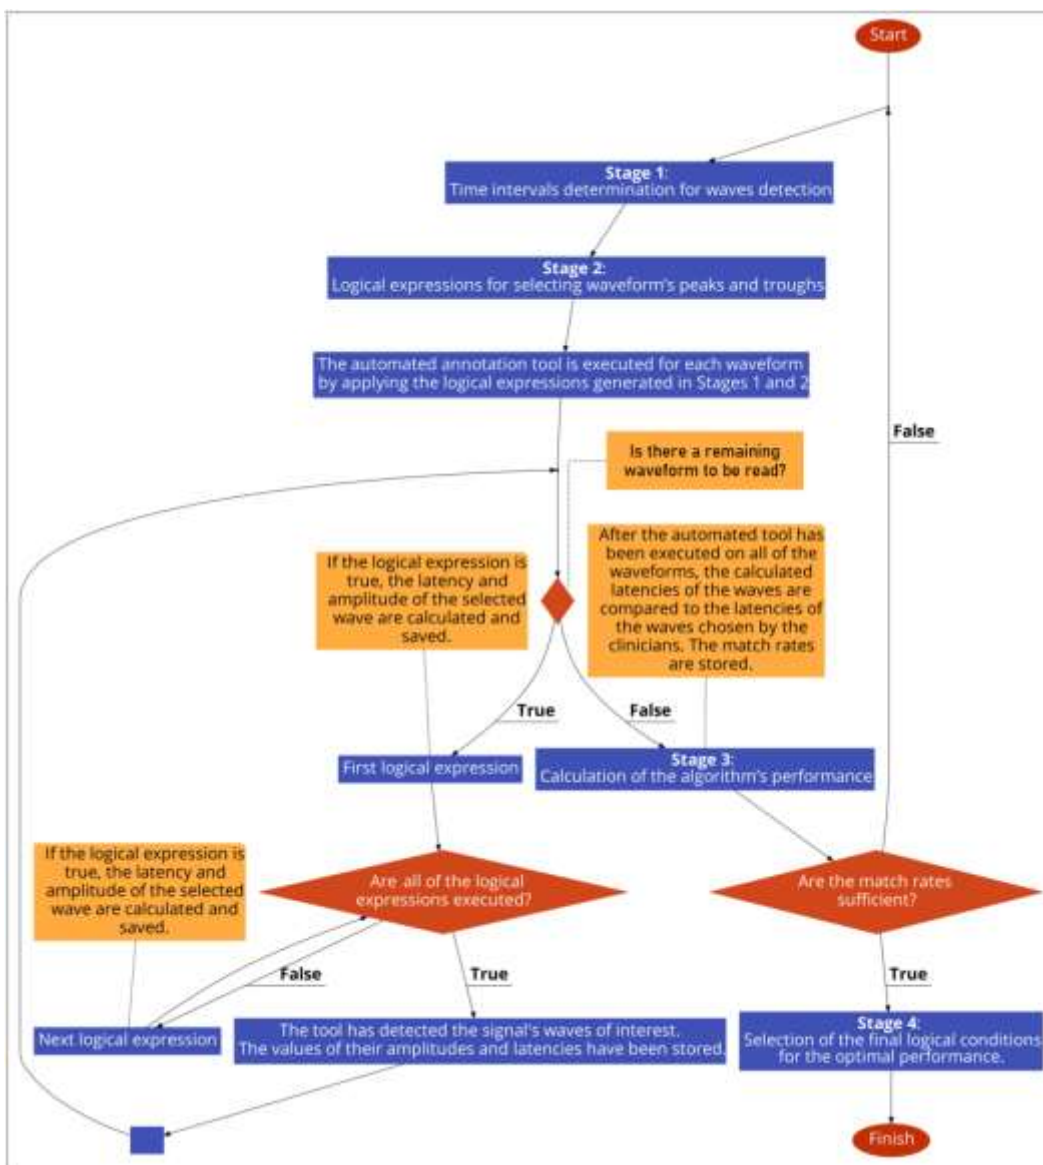 Start
Stage 1:
Time intervals determination for waves detection
Stage 2:
Logical expressions for selecting waveform's peaks and troughs
The automated annotation tool is executed for each waveform
by applying the logical expressions generated in Stages 1 and 2
False
Is there a remaining
waveform to be read?
If the logical expression is
true, the latency and
amplitude of the selected
wave are calculated and
saved.
After the automated tool has
been executed on all of the
waveforms, the calculated
latencies of the waves are
compared to the latencies of
the waves chosen by the
clinicians. The match rates
are stored.
True
False
First logical expression
Stage 3:
Calculation of the algorithm's performance
If the logical expression is
true, the latency and
amplitude of the selected
wave are calculated and
saved.
Are all of the logical
expressions executed?
Are the match rates
sufficient?
False
True
True
Next logical expression
The tool has detected the signal's waves of interest.
The values of their amplitudes and latencies have been stored.
Stage 4:
Selection of the final logical conditions
for the optimal performance.
Finish